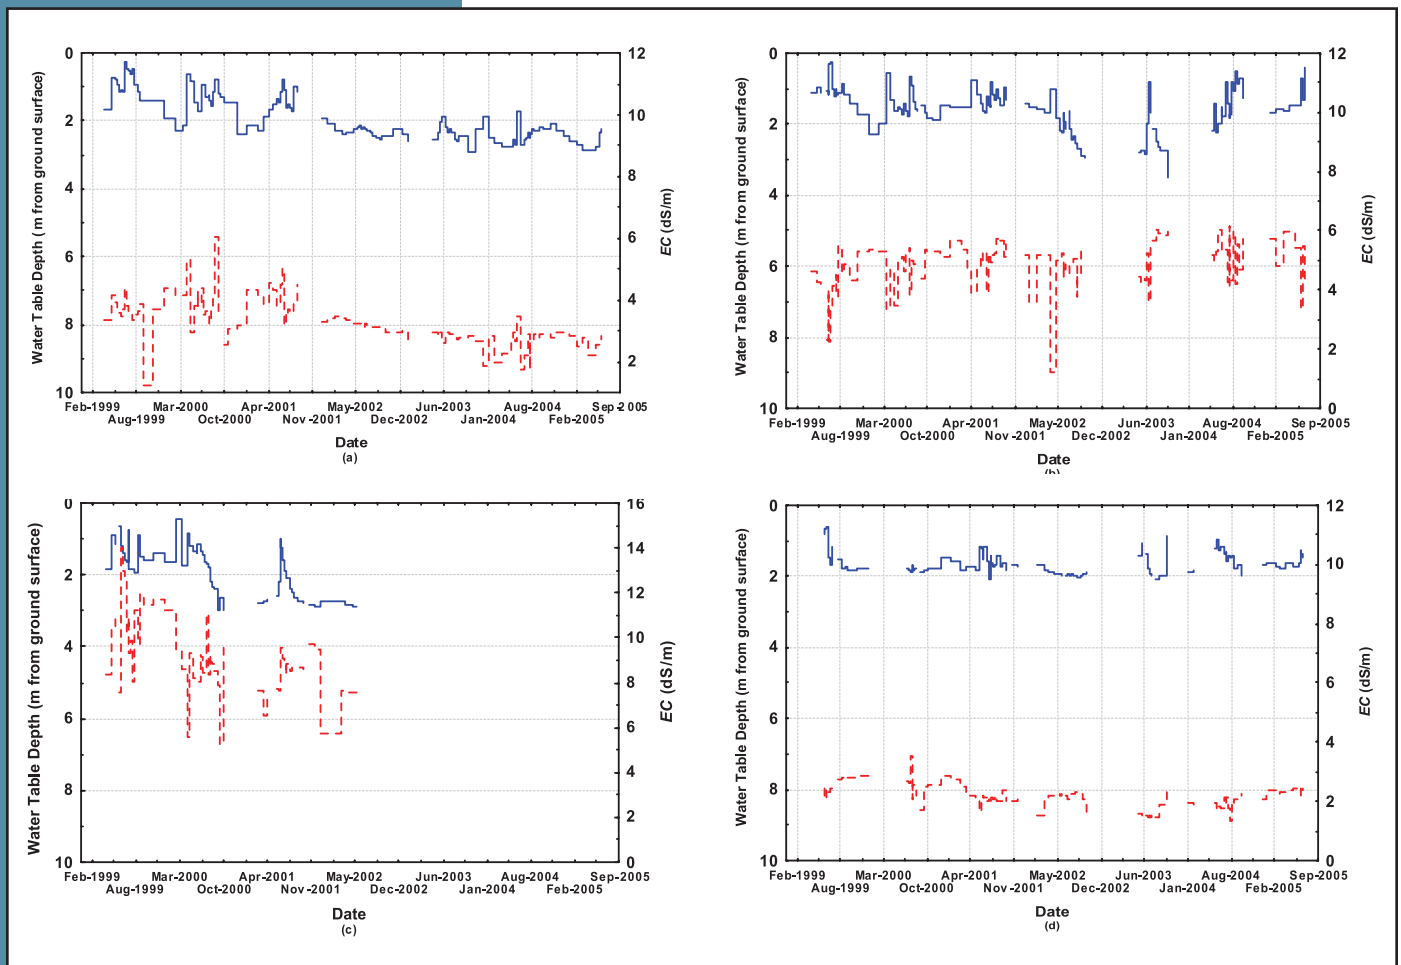 0
2
4
6
8
10
Water Table Depth (m from ground surface)
12
10
8
6
4
2
EC (dS/m)
Feb-1999 Mar-2000 Apr-2001 May-2002 Jun-2003 Aug-2004 Sep-2005
Aug-1999 Oct-2000 Nov-2001 Dec-2002 Jan-2004 Feb-2005
Date
(a)
0
2
4
6
8
10
Water Table Depth (m from ground surface)
12
10
8
6
4
2
0
EC (dS/m)
Feb-1999 Mar-2000 Apr-2001 May-2002 Jun-2003 Aug-2004 Sep-2005
Aug-1999 Oct-2000 Nov-2001 Dec-2002 Jan-2004 Feb-2005
Date
(b)
0
2
4
6
8
10
Water Table Depth (m from ground surface)
16
14
12
10
8
6
4
2
0
EC (dS/m)
Feb-1999 Mar-2000 Apr-2001 May-2002 Jun-2003 Aug-2004 Sep-2005
Aug-1999 Oct-2000 Nov-2001 Dec-2002 Jan-2004 Feb-2005
Date
(c)
0
2
4
6
8
10
Water Table Depth (m from ground surface)
12
10
8
6
4
2
0
EC (dS/m)
Feb-1999 Mar-2000 Apr-2001 May-2002 Jun-2003 Aug-2004 Sep-2005
Aug-1999 Oct-2000 Nov-2001 Dec-2002 Jan-2004 Feb-2005
Date
(d)